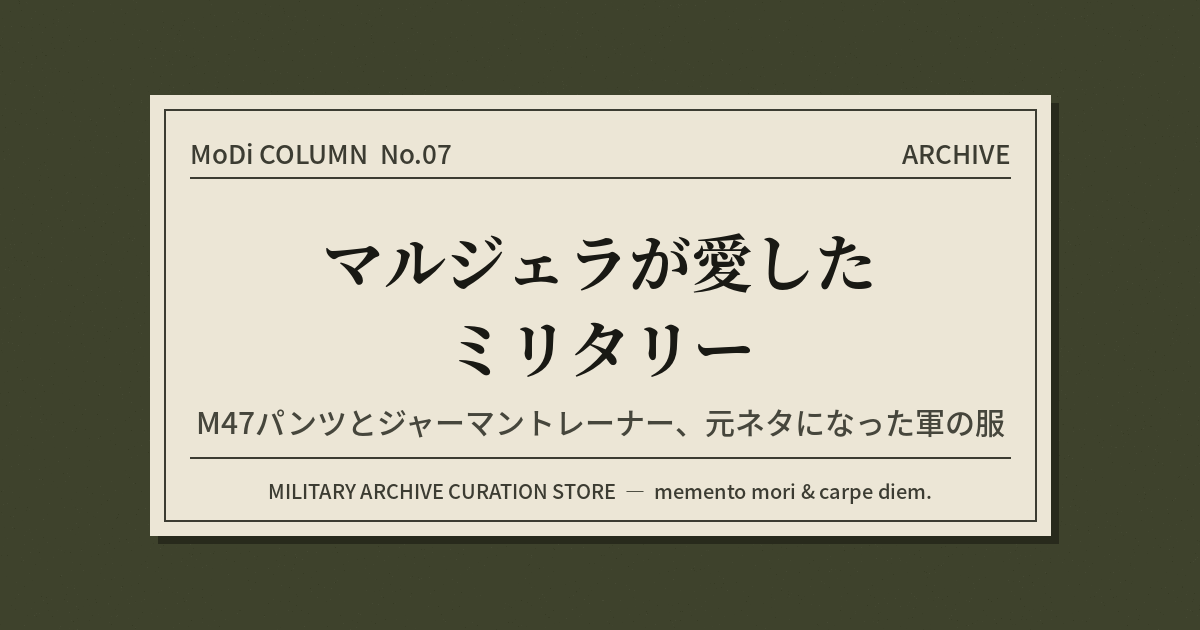 MoDi COLUMN No.07
ARCHIVE
マルジェラが愛した
ミリタリー
M47パンツとジャーマントレーナー、元ネタになった軍の服
MILITARY ARCHIVE CURATION STORE — memento mori & carpe diem.